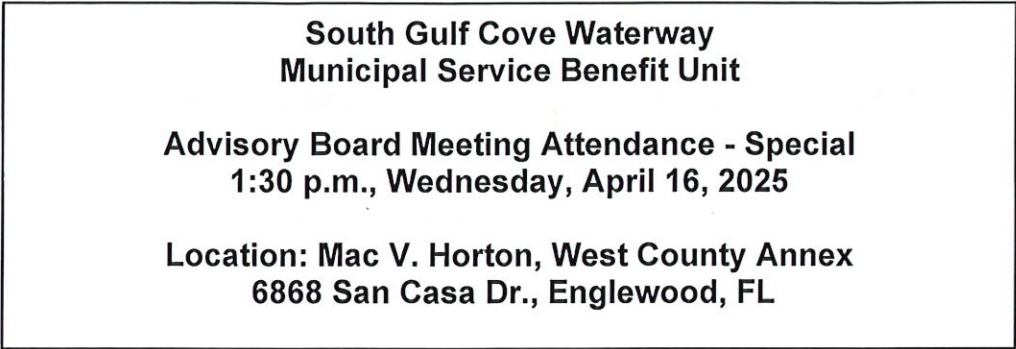 South Gulf Cove Waterway
Municipal Service Benefit Unit
Advisory Board Meeting Attendance - Special
1:30 p.m., Wednesday, April 16, 2025
Location: Mac V. Horton, West County Annex
6868 San Casa Dr., Englewood, FL